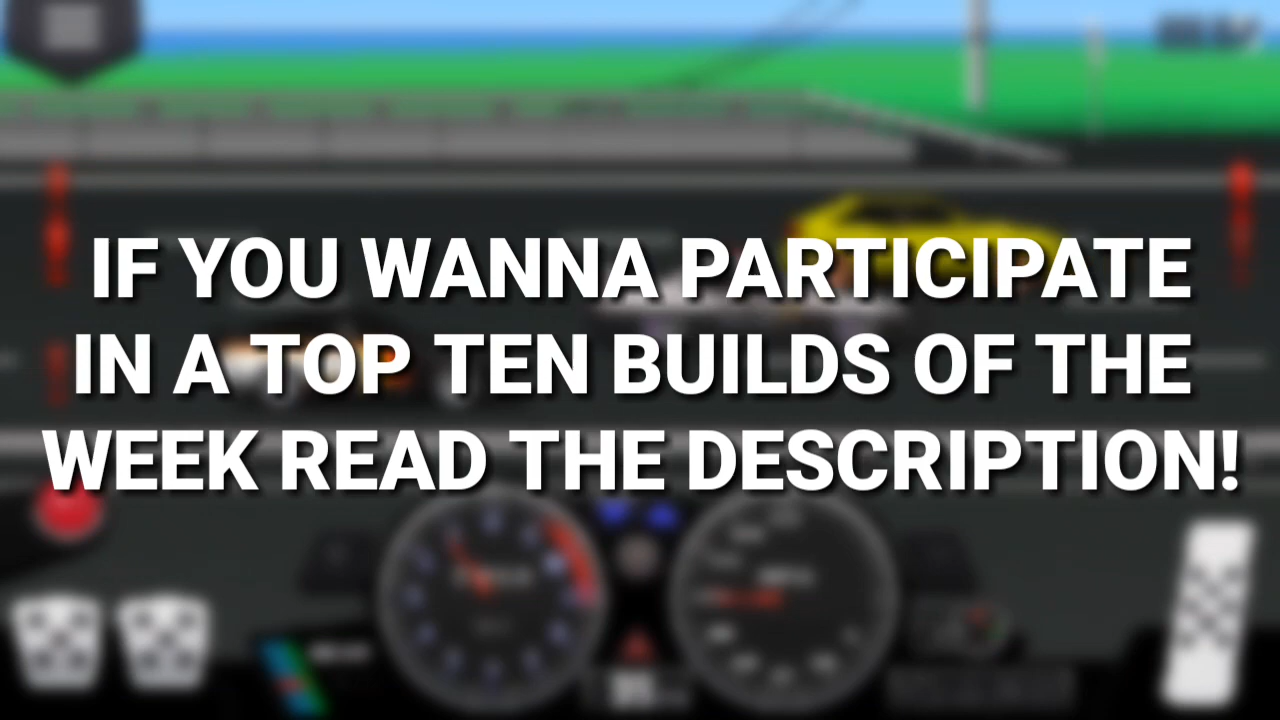 IF YOU WANNA PARTICIPATE
IN A TOP TEN BUILDS OF THE
WEEK READ THE DESCRIPTION!